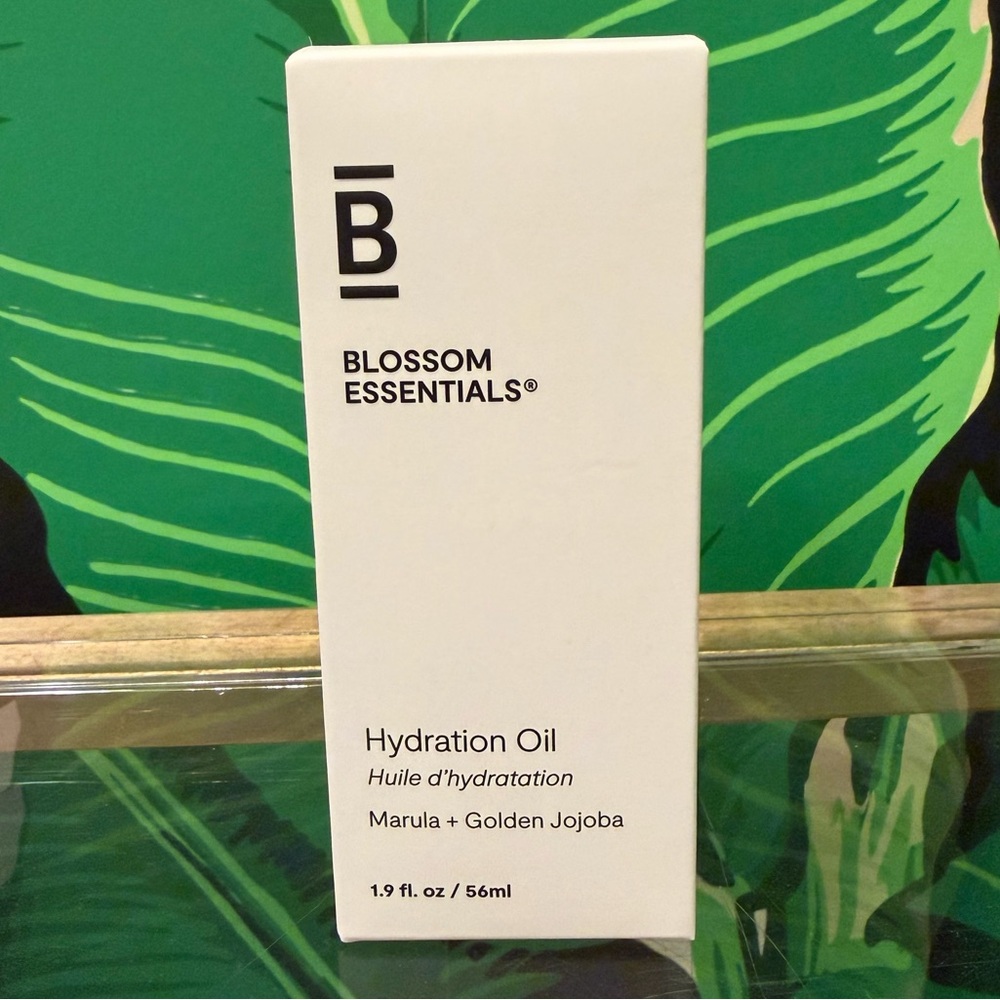 B
BLOSSOM
ESSENTIALS®
Hydration Oil
Huile d'hydratation
Marula + Golden Jojoba
1.9 fl. oz / 56ml